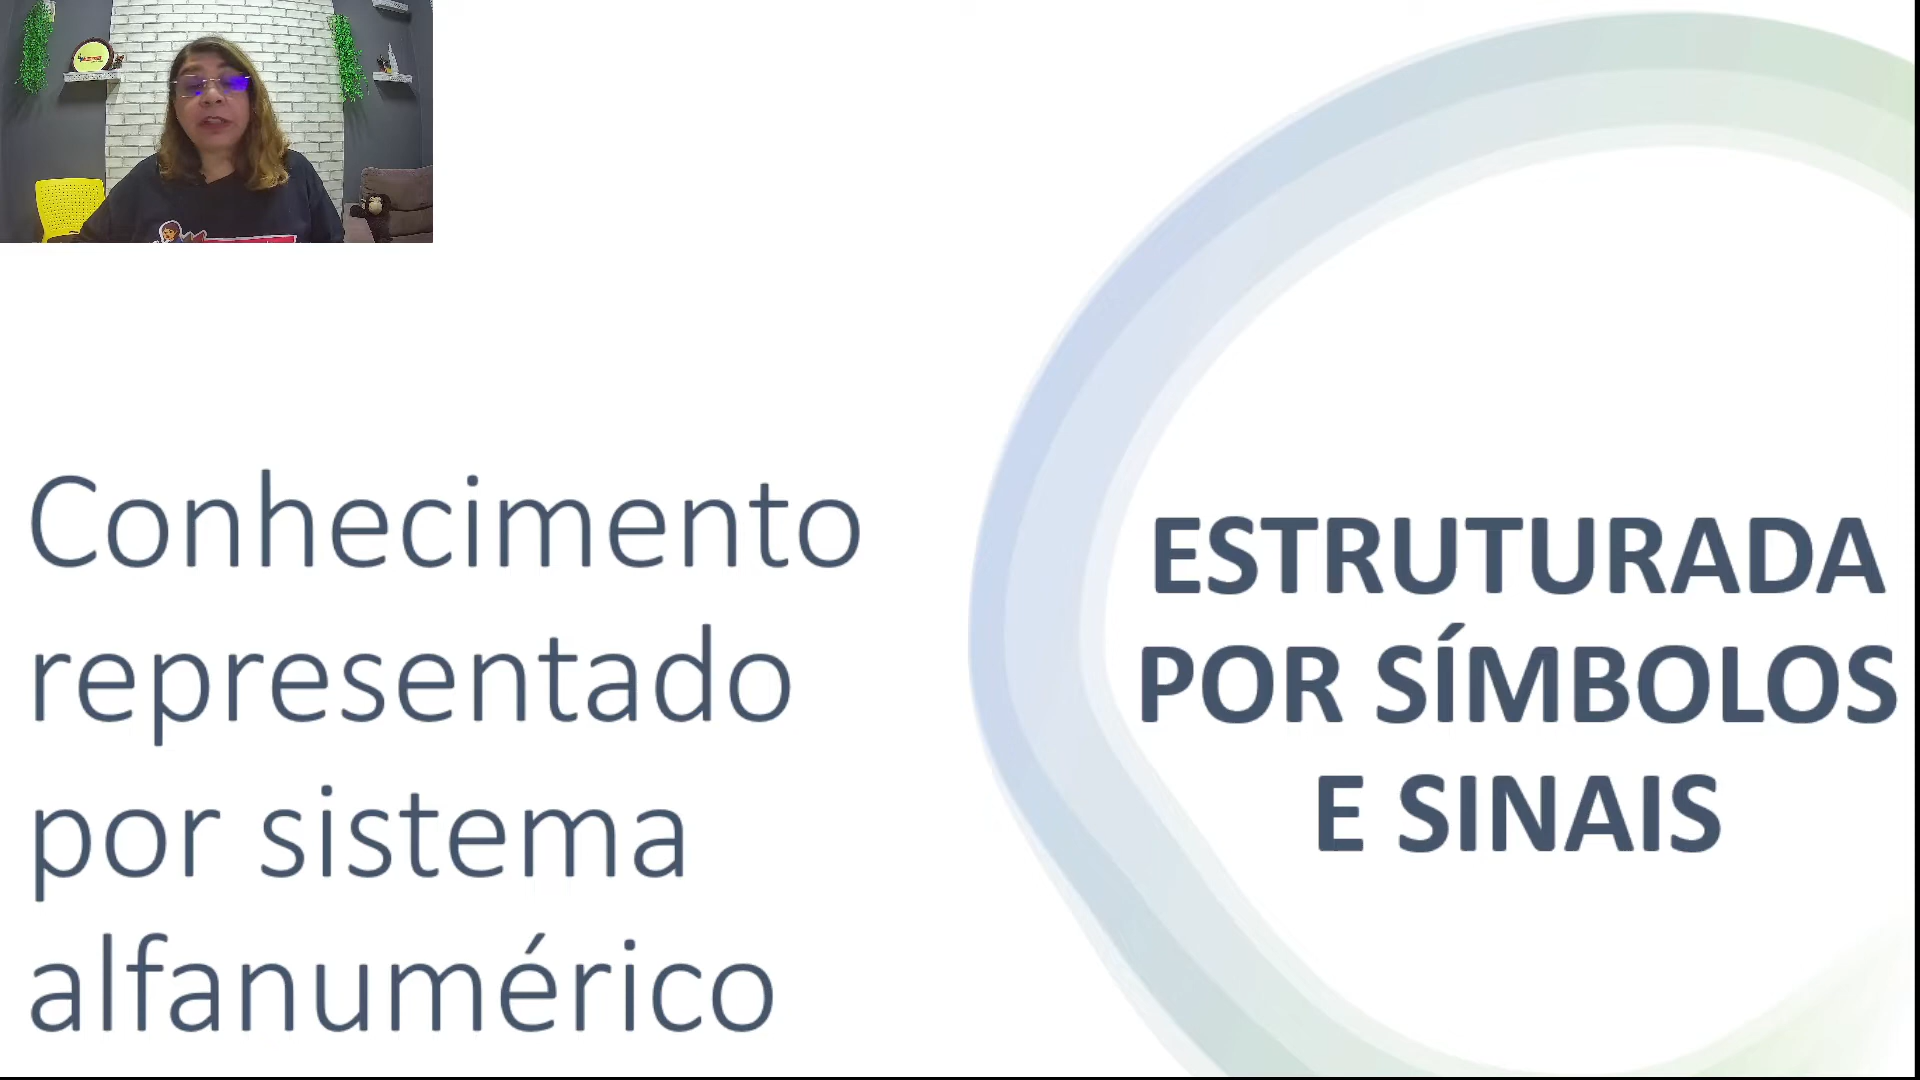 Conhecimento
representado
por sistema
alfanumérico
ESTRUTURADA
POR SÍMBOLOS
E SINAIS